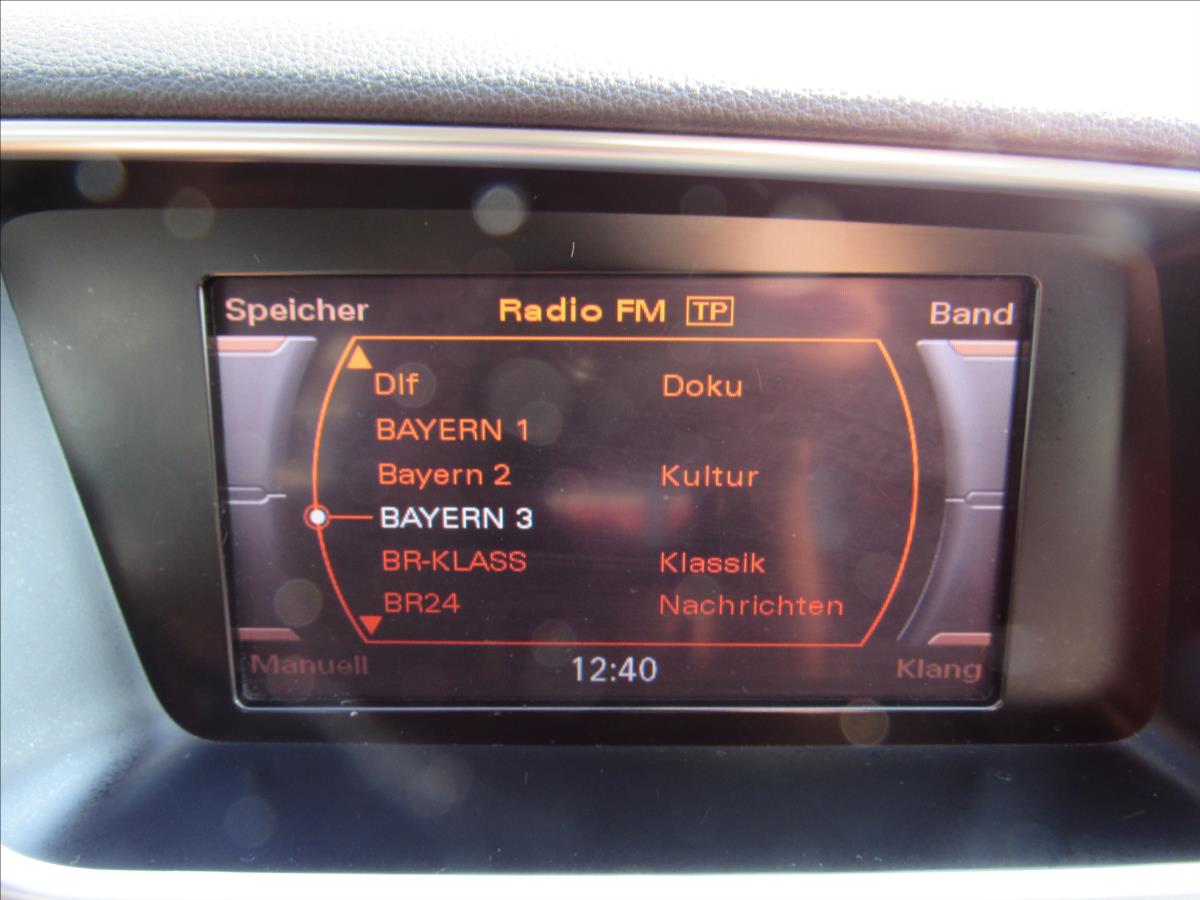 Speicher Radio FM TP Band
Dlf Doku
BAYERN 1
Bayern 2 Kultur
BAYERN 3
BR-KLASS Klassik
BR24 Nachrichten
Manuell 12:40 Klang